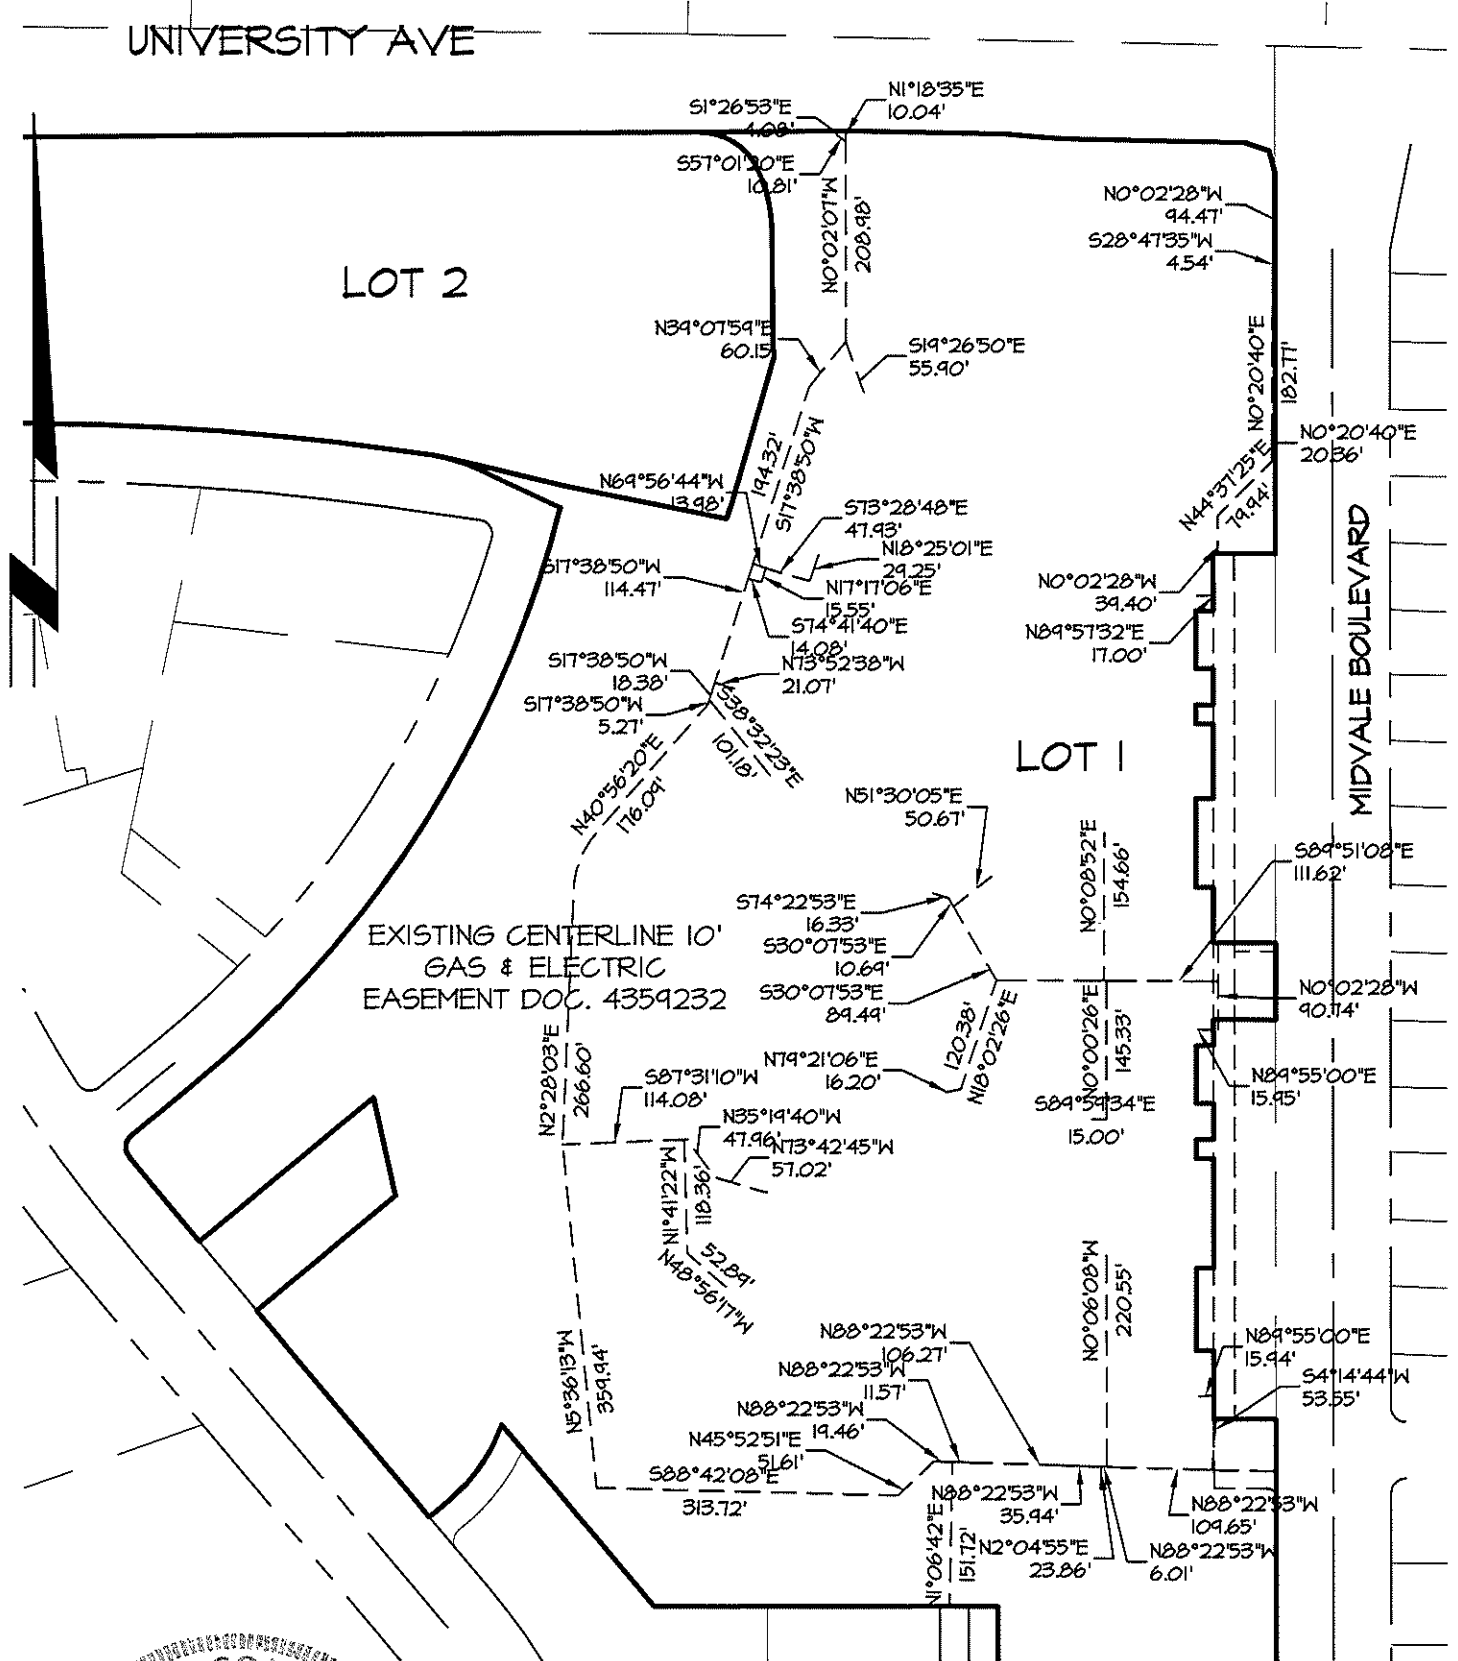 UNIVERSITY AVE
N1°18'35"E
10.04'
S1°26'53"E
4.08'
S57°01'20"E
10.81'
N0°02'07"W
208.98'
N0°02'28"W
94.47'
S28°47'35"W
4.54'
LOT 2
N39°07'59"E
60.15
S19°26'50"E
55.90'
N0°20'40"E
182.77'
N0°20'40"E
20.36'
N44°37'25"E
79.94'
194.32'
S17°38'50"W
N69°56'44"W
13.98'
S73°28'48"E
47.93'
N18°25'01"E
29.25'
S17°38'50"W
114.47'
N17°17'06"E
15.55'
S74°41'40"E
14.08'
N0°02'28"W
39.40'
N89°57'32"E
17.00'
MIDVALE BOULEVARD
S17°38'50"W
18.38'
N73°52'38"W
21.07'
S17°38'50"W
5.27'
S38°32'23"E
101.18'
N40°56'20"E
176.09'
LOT 1
N51°30'05"E
50.67'
N0°08'52"E
154.66'
S89°51'08"E
111.62'
S74°22'53"E
16.33'
S30°07'53"E
10.69'
EXISTING CENTERLINE 10'
GAS & ELECTRIC
EASEMENT DOC. 4359232
S30°07'53"E
89.49'
N0°02'28"W
90.74'
N2°28'03"E
266.60'
120.38'
N18°02'26"E
N0°00'26"E
145.33'
N79°21'06"E
16.20'
S87°31'10"W
114.08'
N89°55'00"E
15.95'
S89°59'34"E
15.00'
N35°19'40"W
47.96'
N73°42'45"W
57.02'
N1°41'22"W
118.36'
52.89'
N48°56'17"W
N0°06'08"W
220.55'
N5°36'13"W
359.94'
N88°22'53"W
106.27'
N89°55'00"E
15.94'
N88°22'53"W
11.57'
S4°14'44"W
53.55'
N88°22'53"W
19.46'
N45°52'51"E
51.61'
S88°42'08"E
313.72'
N88°22'53"W
35.94'
N88°22'53"W
109.65'
N1°06'42"E
151.72'
N2°04'55"E
23.86'
N88°22'53"W
6.01'